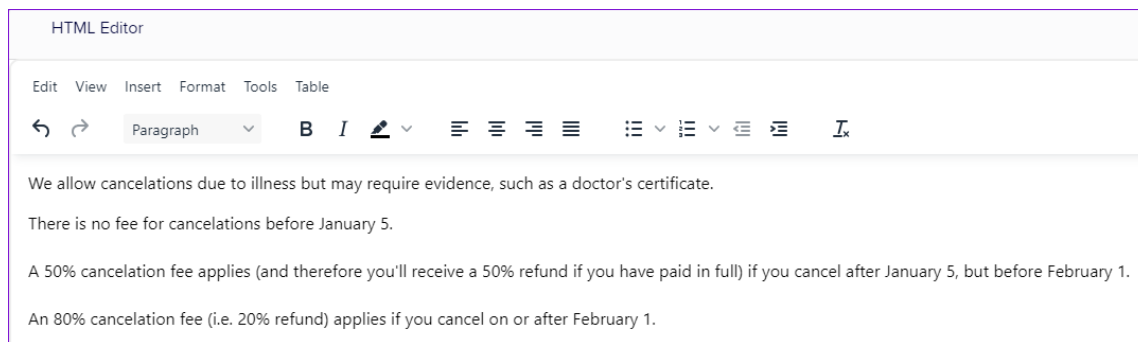 HTML Editor
Edit View Insert Format Tools Table
Paragraph B I
We allow cancelations due to illness but may require evidence, such as a doctor's certificate.
There is no fee for cancelations before January 5.
A 50% cancelation fee applies (and therefore you'll receive a 50% refund if you have paid in full) if you cancel after January 5, but before February 1.
An 80% cancelation fee (i.e. 20% refund) applies if you cancel on or after February 1.